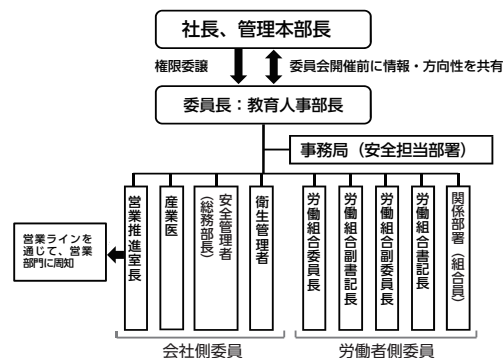 社長、管理本部長
権限委譲
委員会開催前に情報・方向性を共有
委員長：教育人事部長
事務局（安全担当部署）
営業推進室長
産業医
安全管理者
（総務部長）
衛生管理者
労働組合委員長
労働組合副書記長
労働組合副委員長
労働組合書記長
関係部署（組合員）
営業ラインを
通じて、営業
部門に周知
会社側委員
労働者側委員